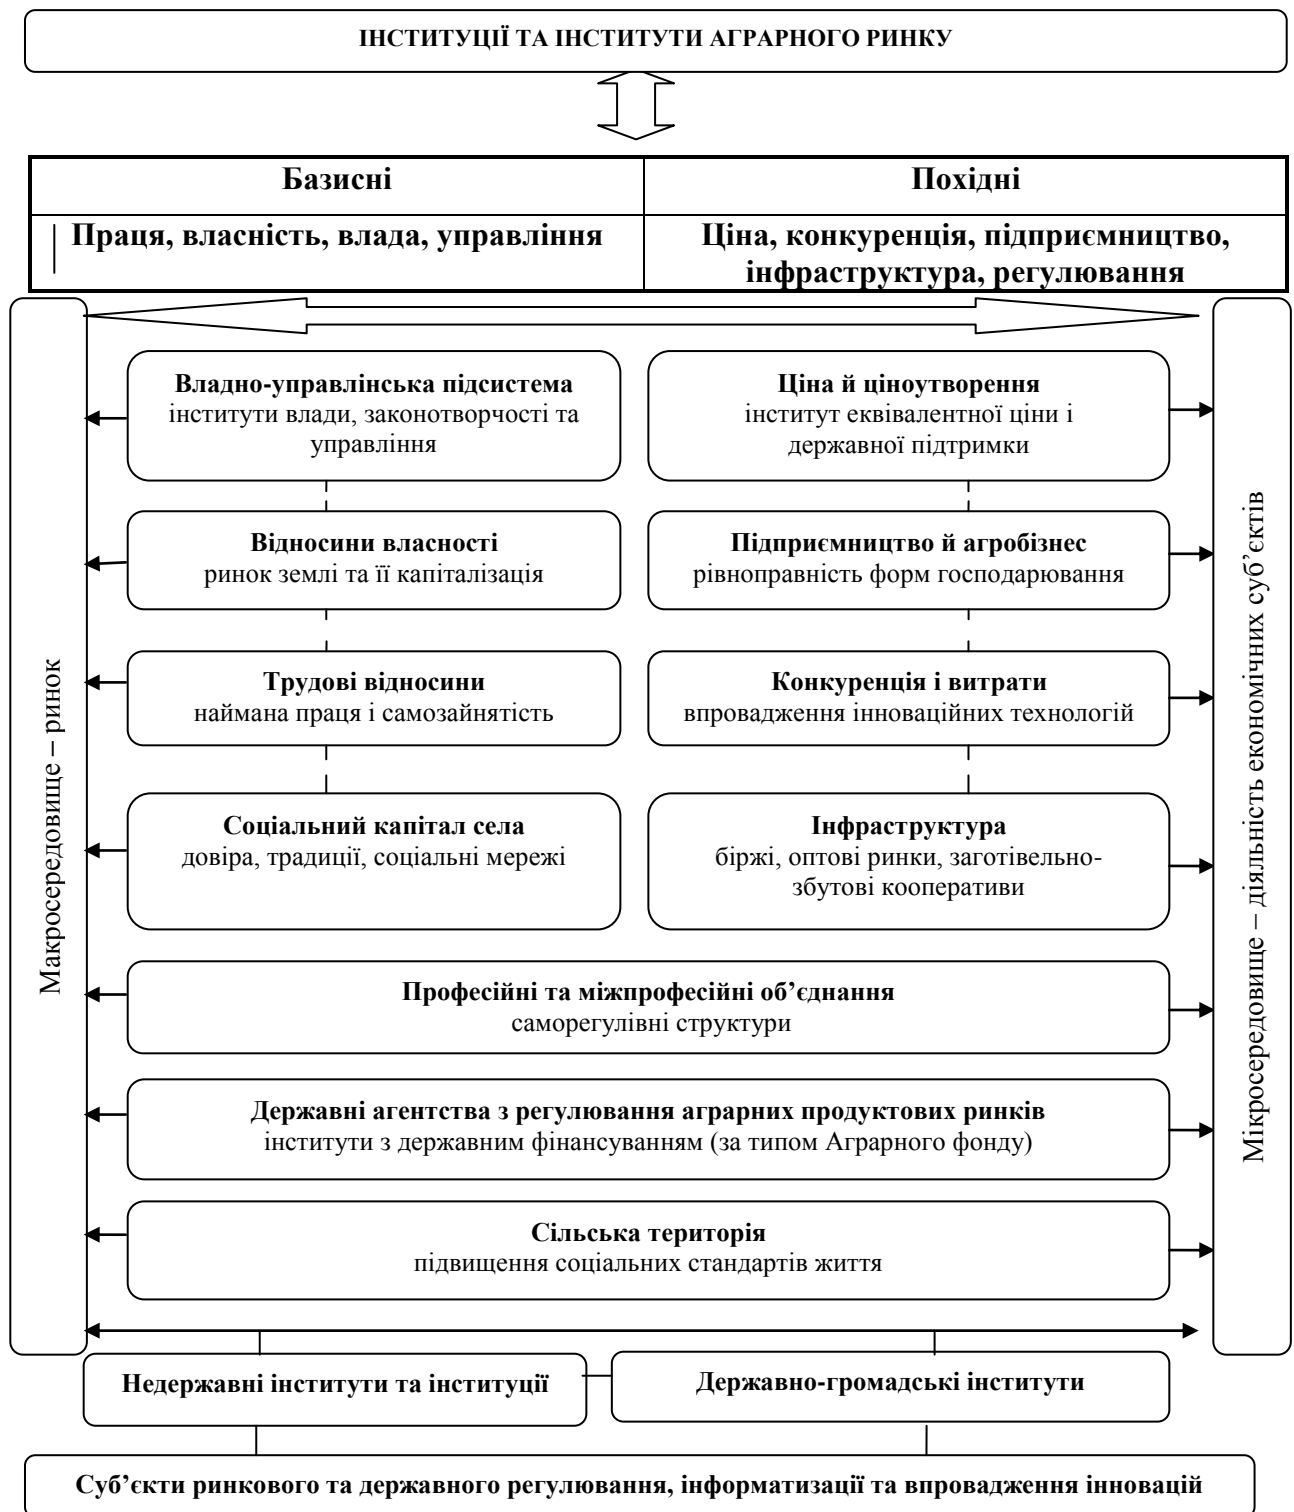 ІНСТИТУЦІЇ ТА ІНСТИТУТИ АГРАРНОГО РИНКУ
Базисні
Похідні
Праця, власність, влада, управління
Ціна, конкуренція, підприємництво,
інфраструктура, регулювання
Макросередовище – ринок
Владно-управлінська підсистема
інститути влади, законотворчості та
управління
Ціна й ціноутворення
інститут еквівалентної ціни і
державної підтримки
Відносини власності
ринок землі та її капіталізація
Підприємництво й агробізнес
рівноправність форм господарювання
Трудові відносини
наймана праця і самозайнятість
Конкуренція і витрати
впровадження інноваційних технологій
Соціальний капітал села
довіра, традиції, соціальні мережі
Інфраструктура
біржі, оптові ринки, заготівельно-
збутові кооперативи
Професійні та міжпрофесійні об’єднання
саморегулівні структури
Державні агентства з регулювання аграрних продуктових ринків
інститути з державним фінансуванням (за типом Аграрного фонду)
Сільська територія
підвищення соціальних стандартів життя
Мікросередовище – діяльність економічних суб’єктів
Недержавні інститути та інституції
Державно-громадські інститути
Суб’єкти ринкового та державного регулювання, інформатизації та впровадження інновацій